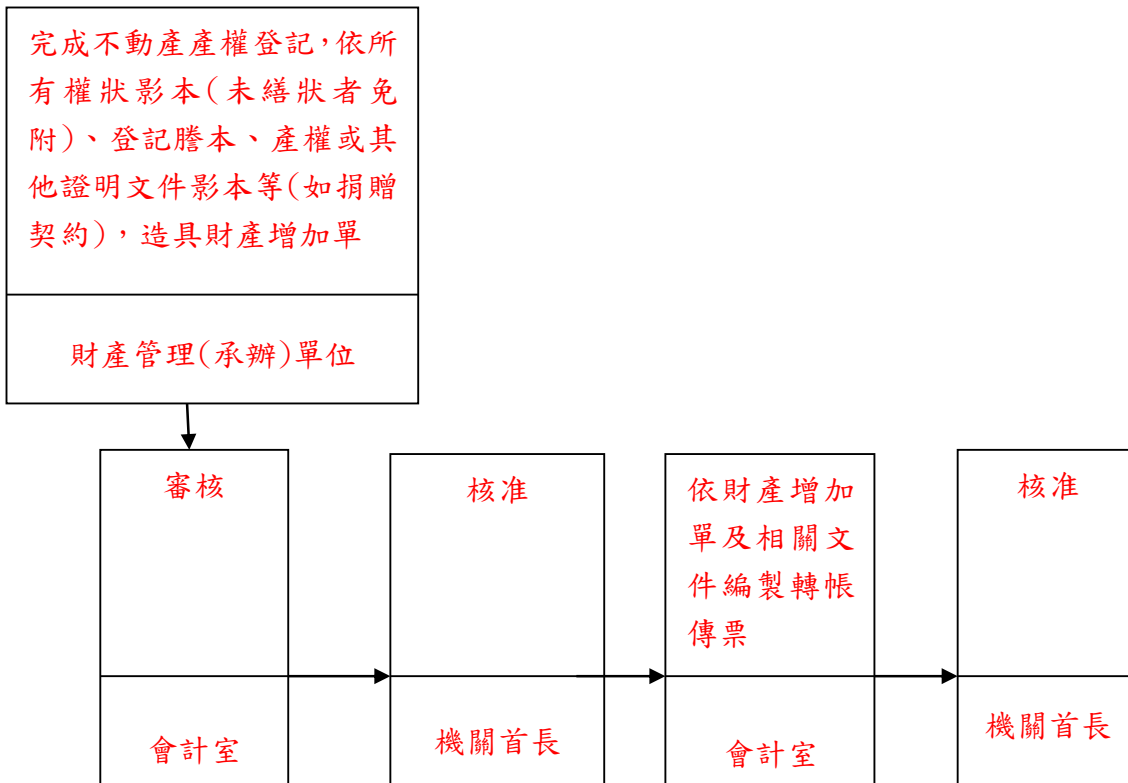 完成不動產產權登記，依所
有權狀影本(未繕狀者免
附)、登記謄本、產權或其
他證明文件影本等(如捐贈
契約)，造具財產增加單
財產管理(承辦)單位
審核
會計室
核准
機關首長
依財產增加
單及相關文
件編製轉帳
傳票
會計室
核准
機關首長